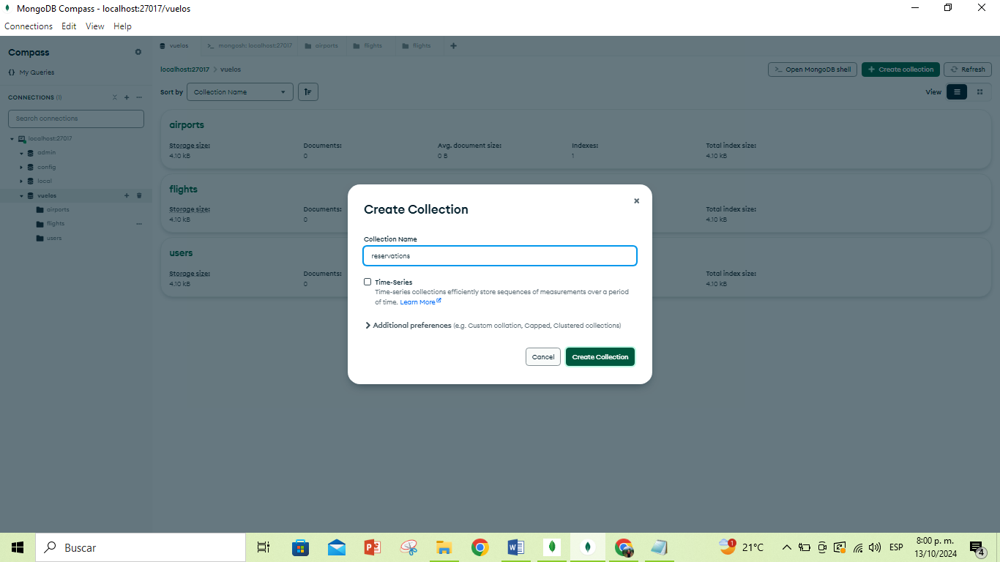 MongoDB Compass - localhost:27017/vuelos
Connections Edit View Help
Compass
My Queries
CONNECTIONS (1)
Search connections
localhost:27017
admin
config
local
vuelos
airports
flights
users
vuelos >_ mongosh: localhost:27017 airports flights flights
localhost:27017 > vuelos
>_ Open MongoDB shell + Create collection Refresh
Sort by Collection Name View
airports
Storage size: Documents: Avg. document size: Indexes: Total index size:
4.10 kB 0 0 B 1 4.10 kB
flights
Storage size: Documents: Total index size:
4.10 kB 0 4.10 kB
users
Storage size: Documents: Total index size:
4.10 kB 0 4.10 kB
Create Collection
Collection Name
reservations
Time-Series
Time-series collections efficiently store sequences of measurements over a period
of time. Learn More
Additional preferences (e.g. Custom collation, Capped, Clustered collections)
Cancel Create Collection
Buscar
1 21°C ESP 8:00 p. m.
13/10/2024 4